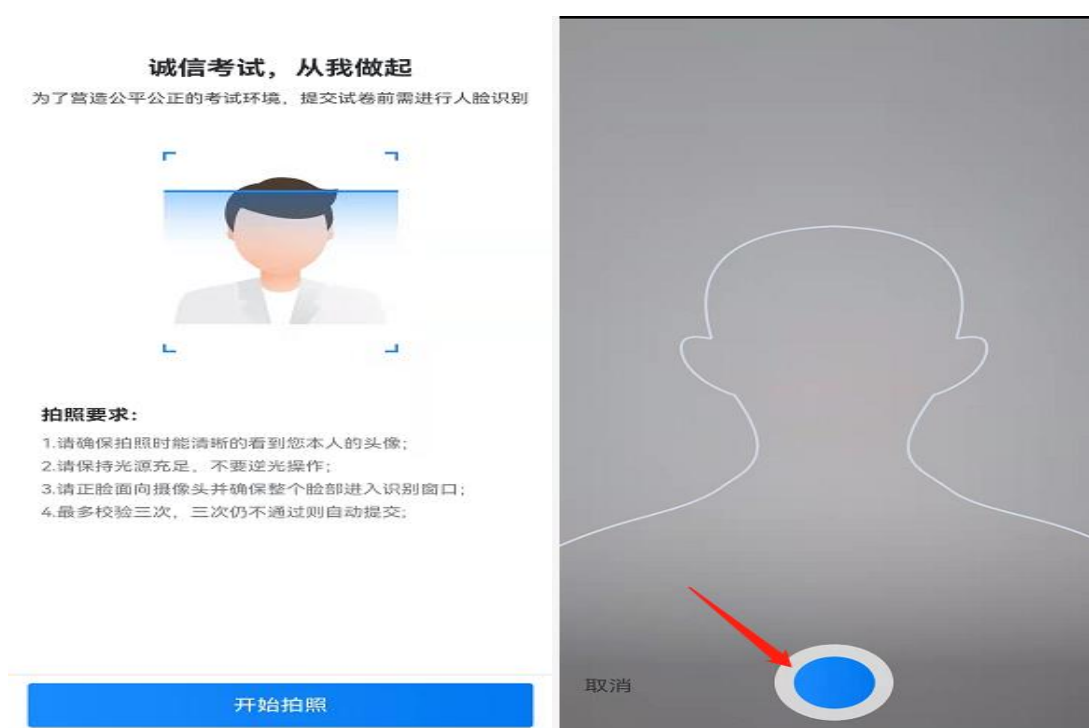 诚信考试，从我做起
为了营造公平公正的考试环境，提交试卷前需进行人脸识别
拍照要求：
1.请确保拍照时能清晰的看到您本人的头像；
2.请保持光源充足，不要逆光操作；
3.请正脸面向摄像头并确保整个脸部进入识别窗口；
4.最多校验三次，三次仍不通过则自动提交；
开始拍照
取消